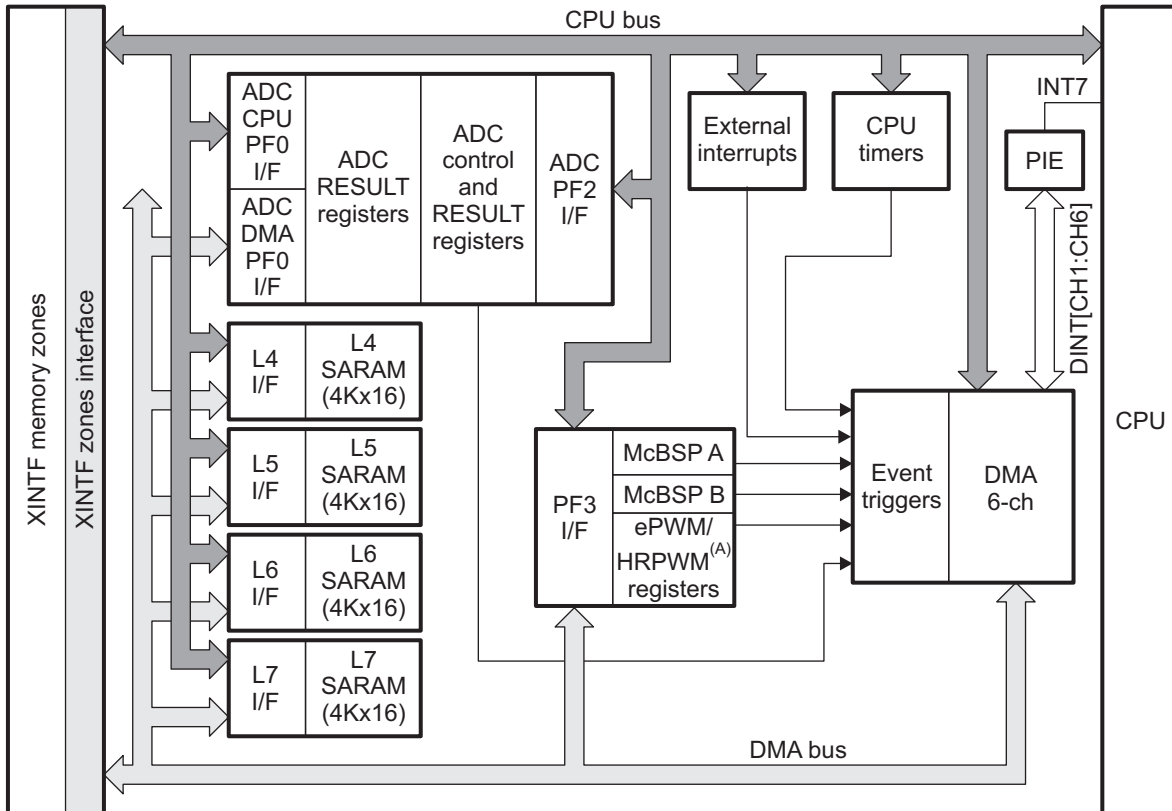 CPU bus
XINTF memory zones
XINTF zones interface
ADC
CPU
PF0
I/F
ADC
DMA
PF0
I/F
ADC
RESULT
registers
ADC
control
and
RESULT
registers
ADC
PF2
I/F
External
interrupts
CPU
timers
INT7
PIE
DINT[CH1:CH6]
CPU
L4
I/F
L4
SARAM
(4Kx16)
L5
I/F
L5
SARAM
(4Kx16)
L6
I/F
L6
SARAM
(4Kx16)
L7
I/F
L7
SARAM
(4Kx16)
PF3
I/F
McBSP A
McBSP B
ePWM/
HRPWM(A)
registers
Event
triggers
DMA
6-ch
DMA bus